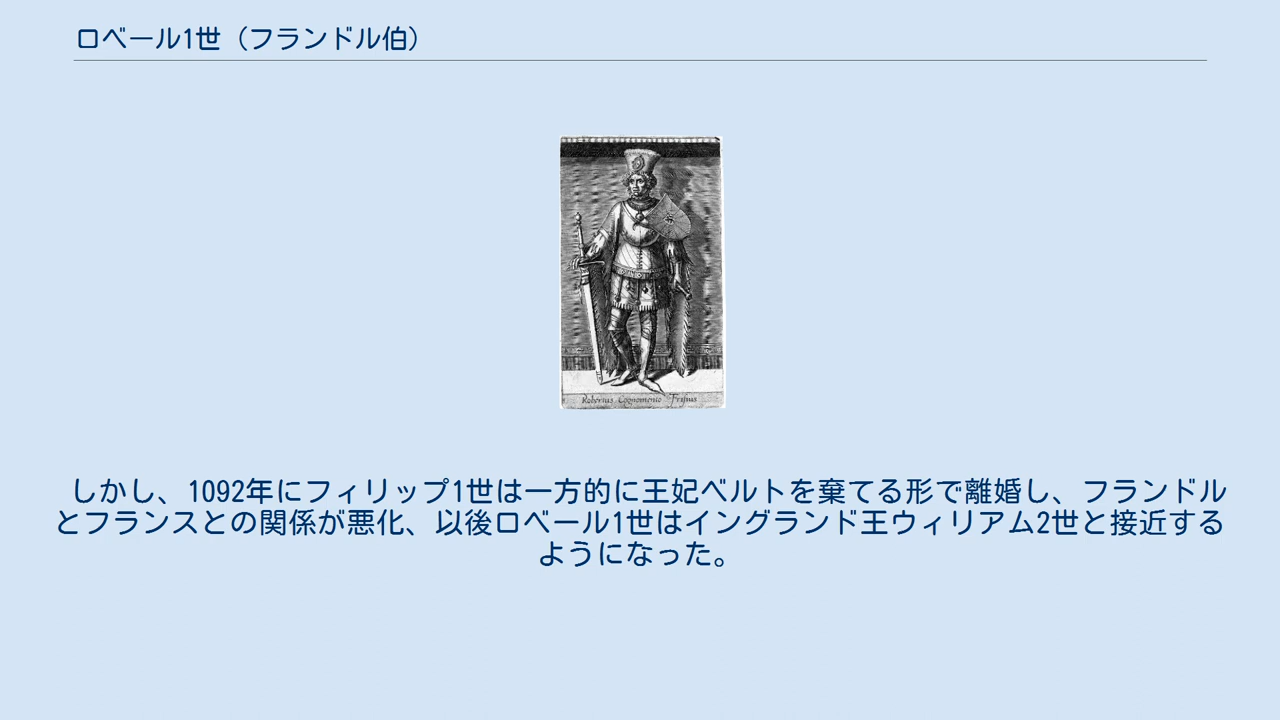 ロベール1世（フランドル伯）
Robertus Cognomento Frisius
しかし、1092年にフィリップ1世は一方的に王妃ベルトを棄てる形で離婚し、フランドル
とフランスとの関係が悪化、以後ロベール1世はイングランド王ウィリアム2世と接近する
ようになった。